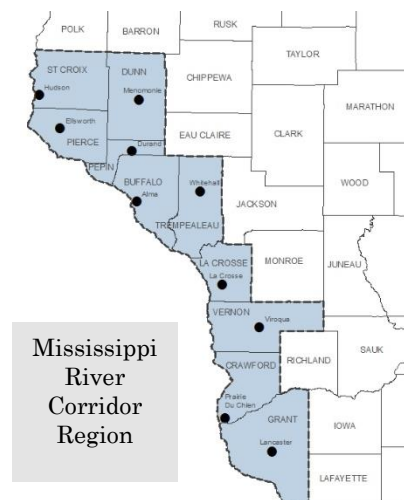 POLK
BARRON
RUSK
TAYLOR
ST CROIX
DUNN
CHIPPEWA
Hudson
Menomonie
MARATHON
Ellsworth
EAU CLAIRE
CLARK
PIERCE
Durand
PEPIN
BUFFALO
Whitehall
WOOD
Alma
JACKSON
TREMPEALEAU
LA CROSSE
MONROE
JUNEAU
La Crosse
VERNON
Viroqua
Mississippi
River
Corridor
Region
CRAWFORD
RICHLAND
SAUK
Prairie
Du Chien
GRANT
IOWA
Lancaster
LAFAYETTE